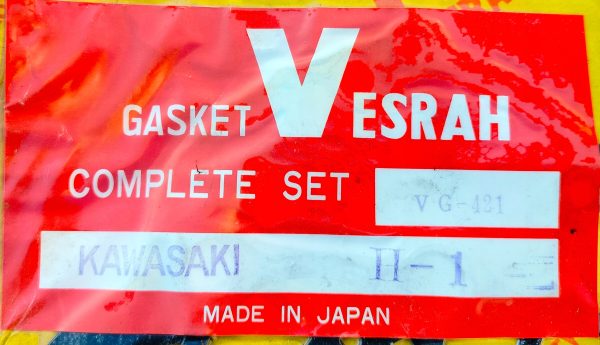 GASKET VESRAH
COMPLETE SET VG-421
KAWASAKI H-1
MADE IN JAPAN